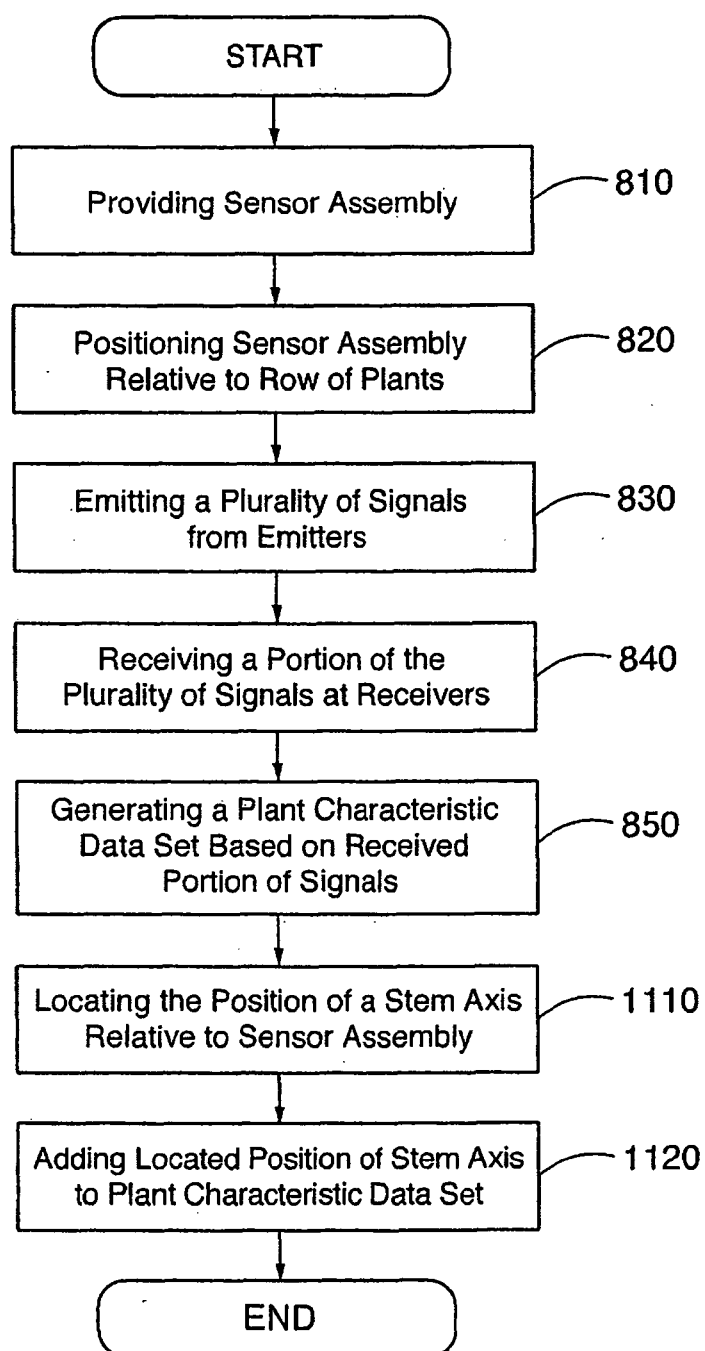 START
Providing Sensor Assembly
810
Positioning Sensor Assembly
Relative to Row of Plants
820
Emitting a Plurality of Signals
from Emitters
830
Receiving a Portion of the
Plurality of Signals at Receivers
840
Generating a Plant Characteristic
Data Set Based on Received
Portion of Signals
850
Locating the Position of a Stem Axis
Relative to Sensor Assembly
1110
Adding Located Position of Stem Axis
to Plant Characteristic Data Set
1120
END